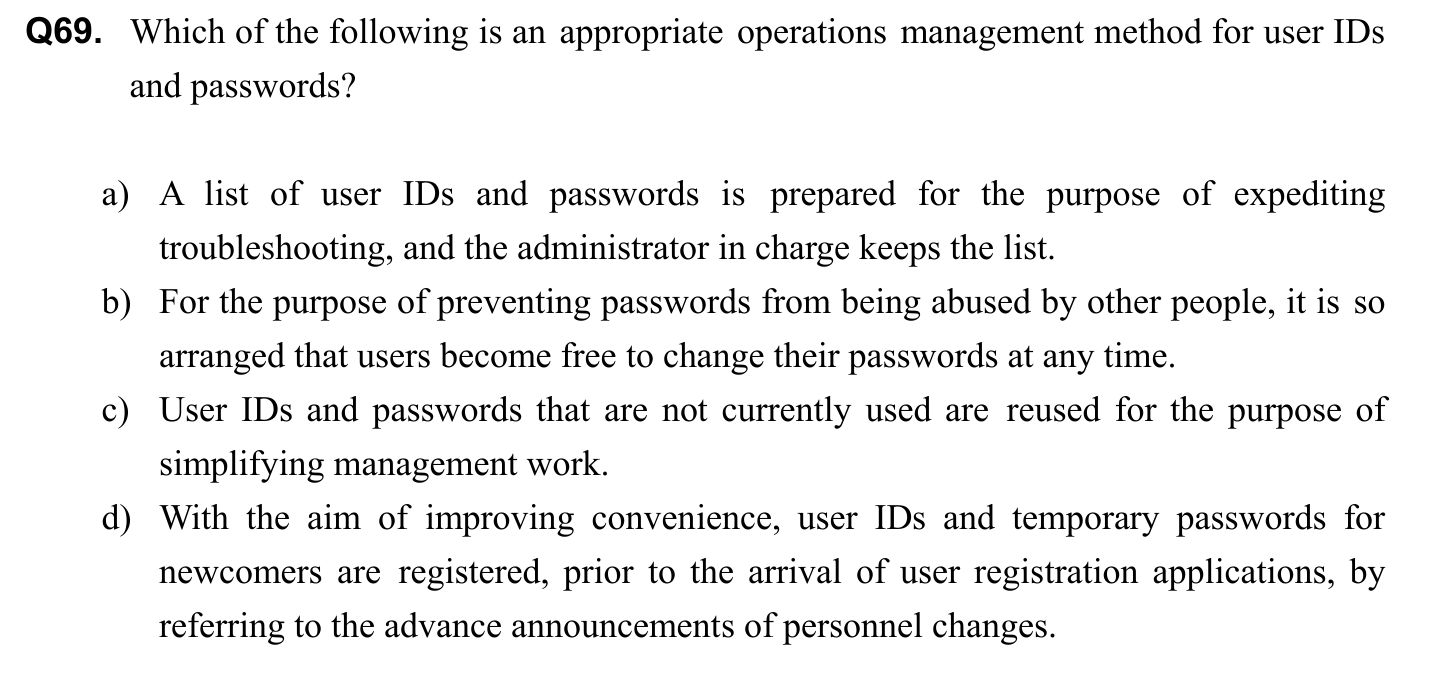 Q69. Which of the following is an appropriate operations management method for user IDs
and passwords?
a) A list of user IDs and passwords is prepared for the purpose of expediting
troubleshooting, and the administrator in charge keeps the list.
b) For the purpose of preventing passwords from being abused by other people, it is so
arranged that users become free to change their passwords at any time.
c) User IDs and passwords that are not currently used are reused for the purpose of
simplifying management work.
d) With the aim of improving convenience, user IDs and temporary passwords for
newcomers are registered, prior to the arrival of user registration applications, by
referring to the advance announcements of personnel changes.